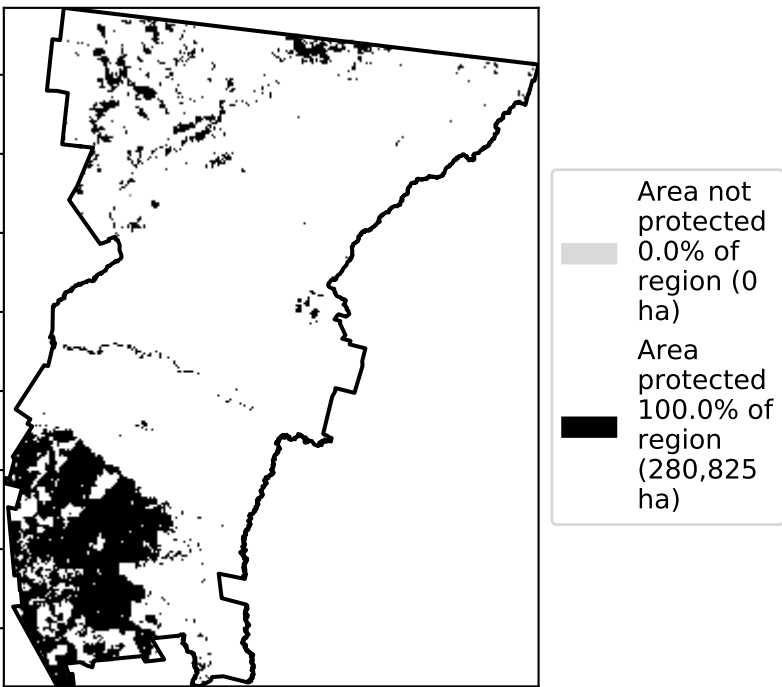 Area not
protected
0.0% of
region (0
ha)
Area
protected
100.0% of
region
(280,825
ha)